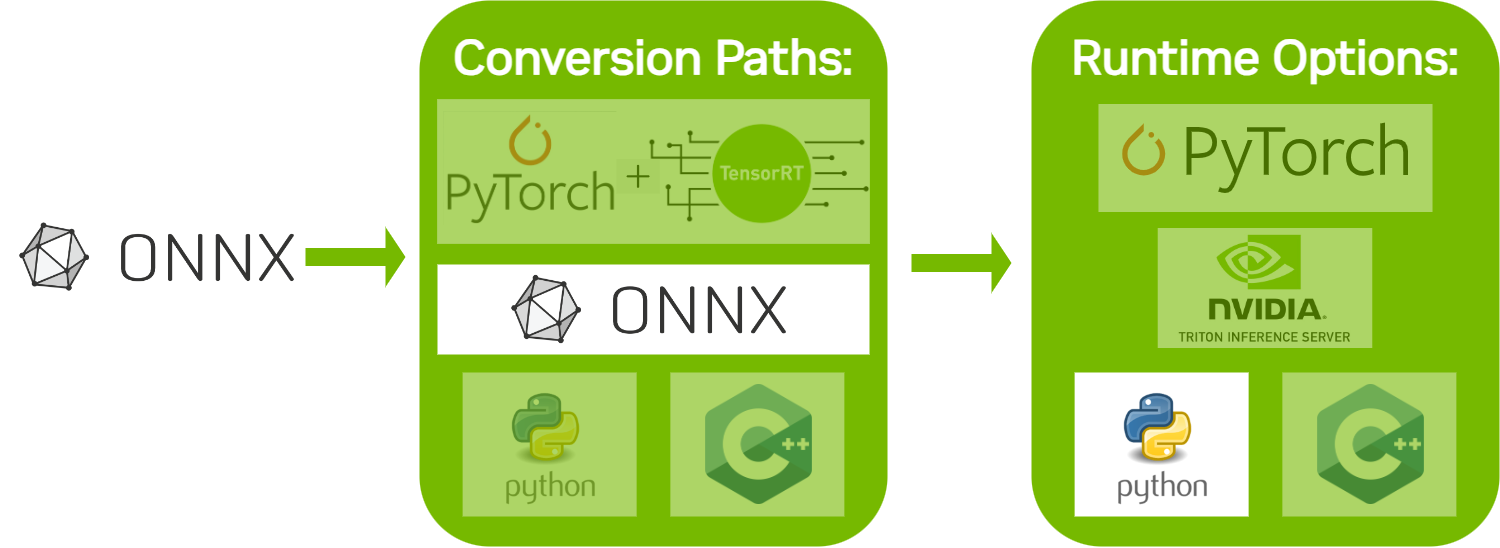 ONNX
Conversion Paths:
PyTorch
+
TensorRT
ONNX
python
C++
Runtime Options:
PyTorch
NVIDIA.
TRITON INFERENCE SERVER
python
C++